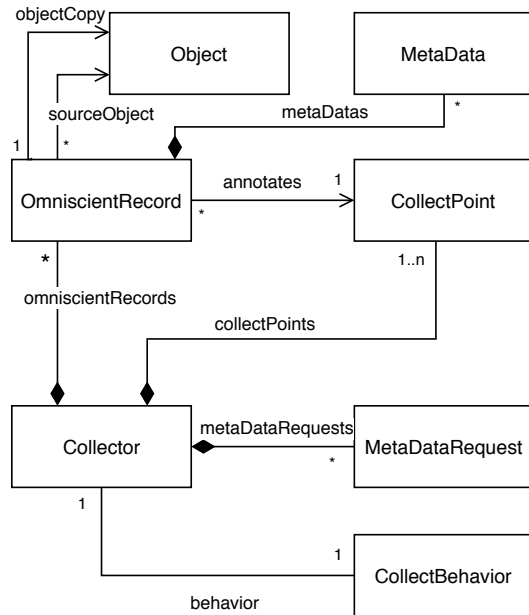 objectCopy
Object
MetaData
sourceObject
metaDatas
1
*
*
OmniscientRecord
annotates
1
CollectPoint
*
*
1..n
omniscientRecords
collectPoints
Collector
metaDataRequests
MetaDataRequest
*
1
1
CollectBehavior
behavior